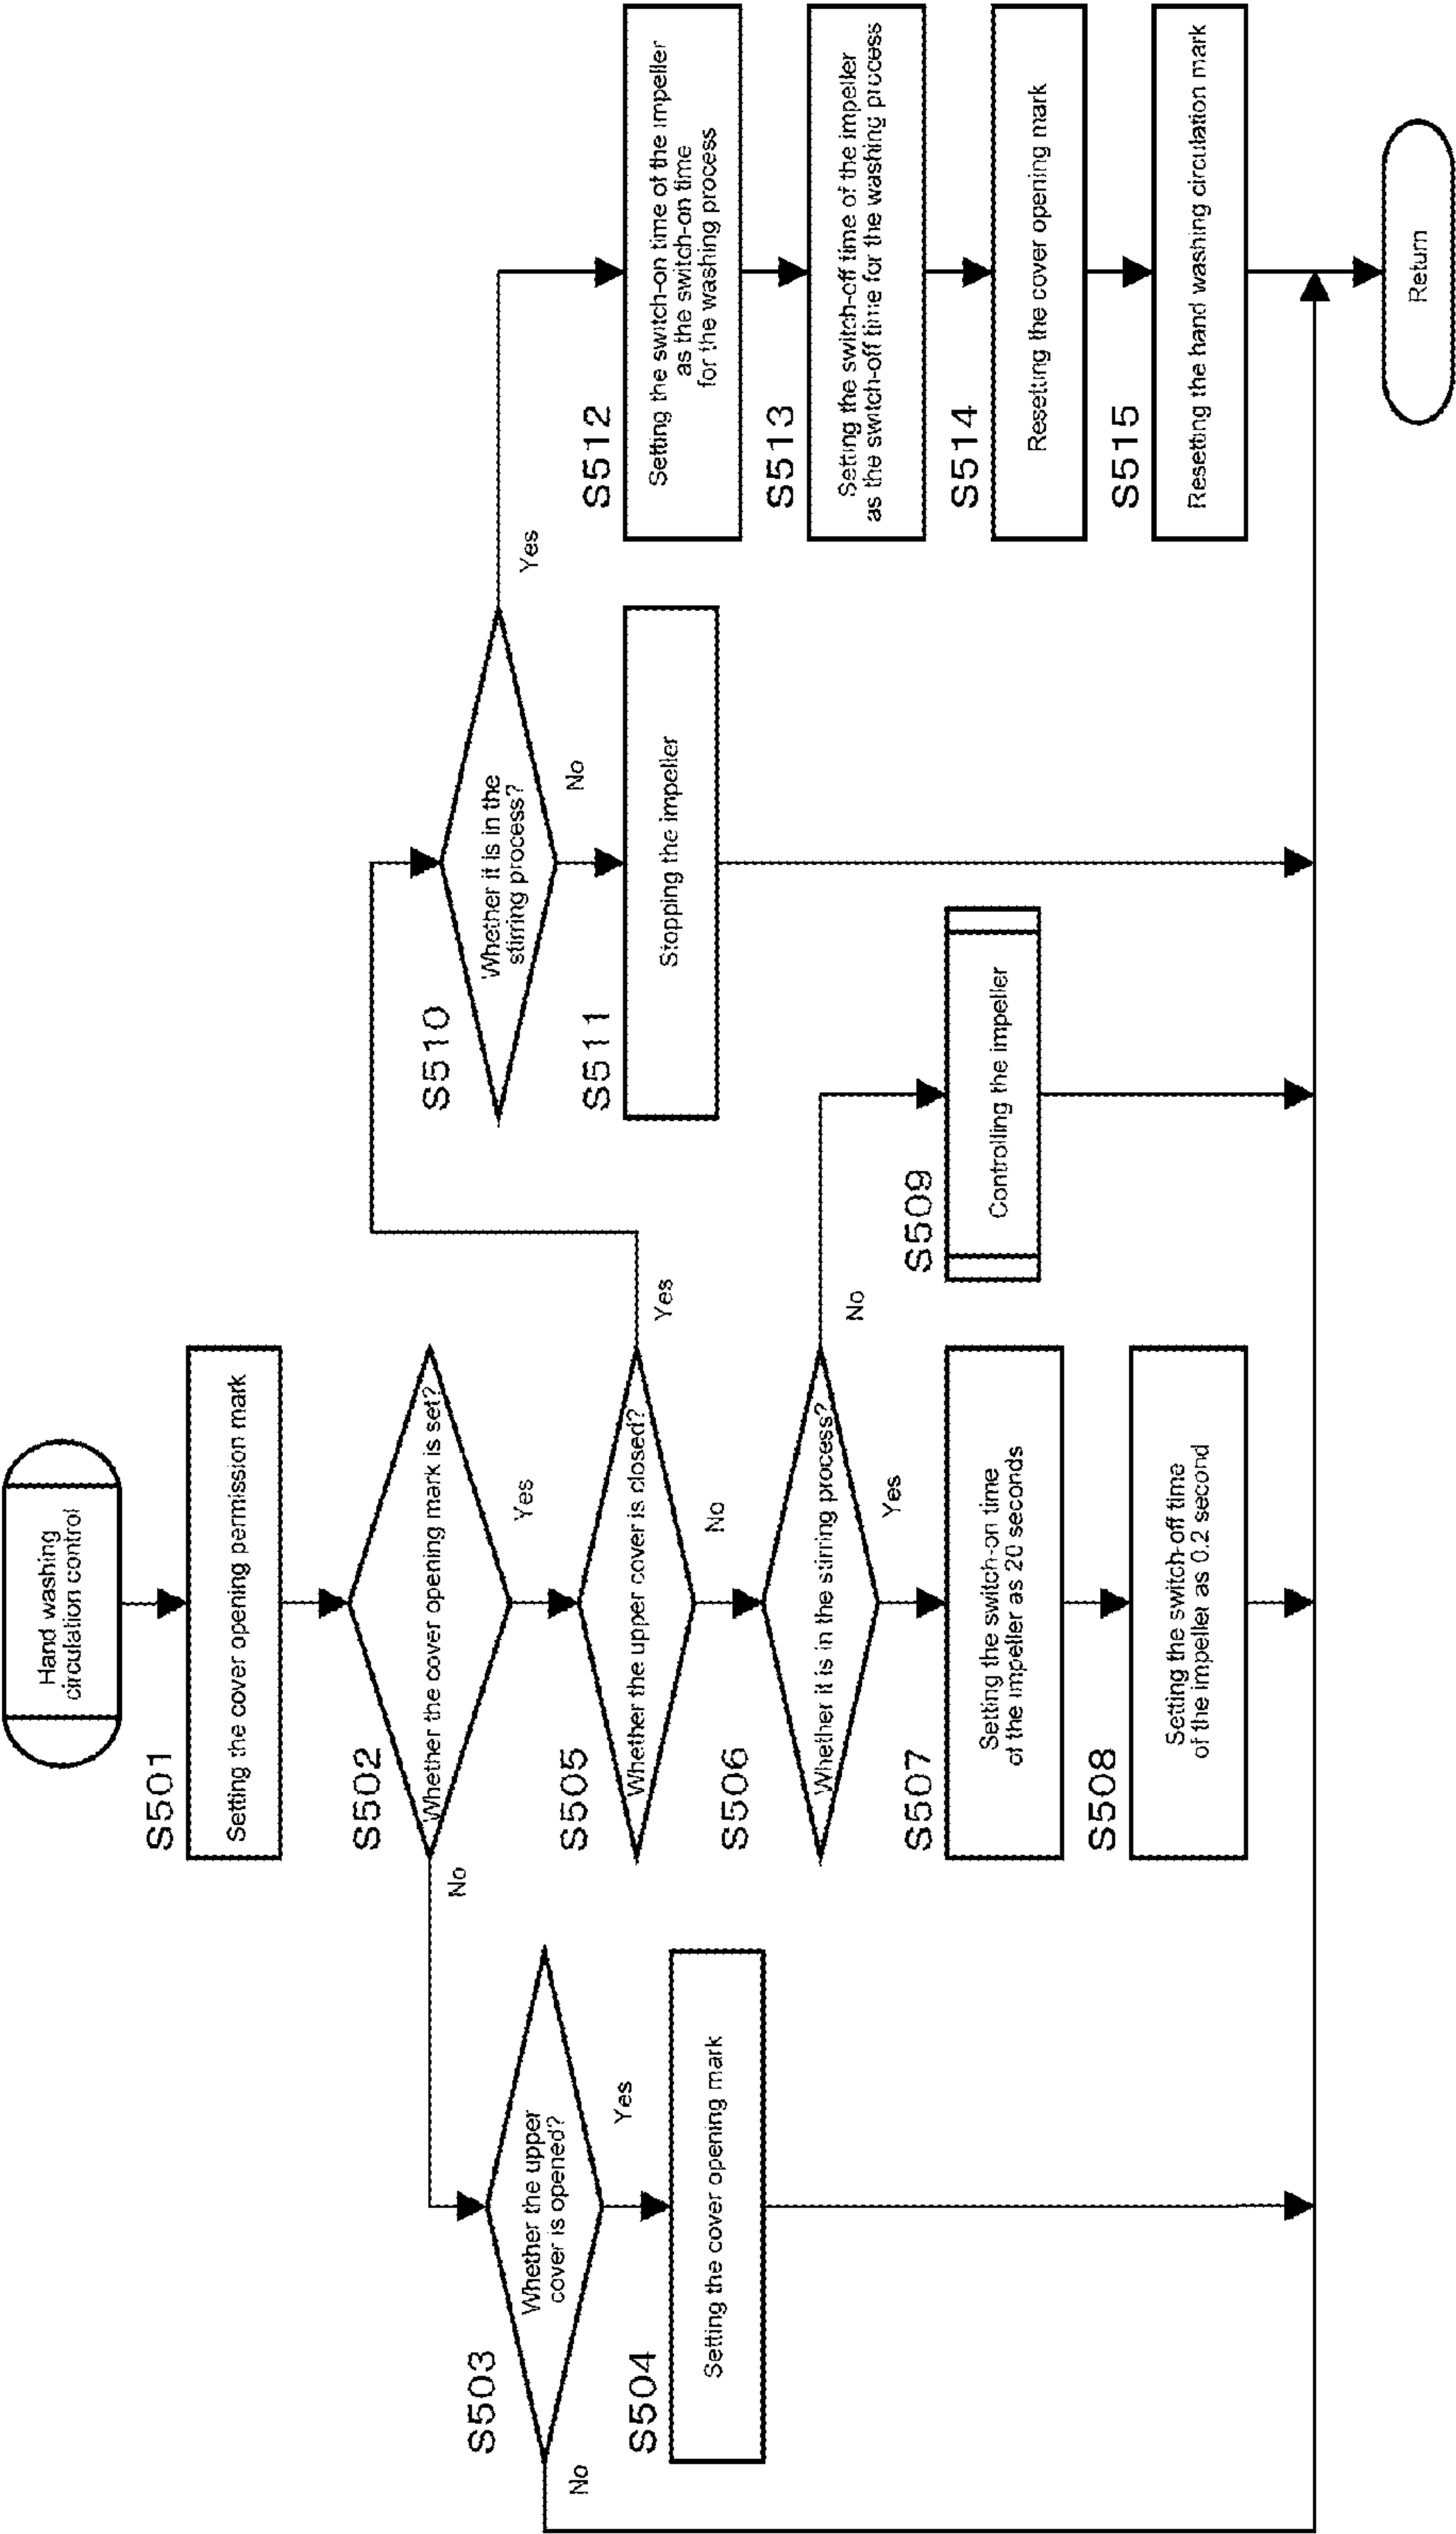 Hand washing
circulation control
S501
Setting the cover opening permission mark
S502
Whether the cover opening mark is set?
No
Yes
S503
Whether the upper
cover is opened?
No
Yes
S504
Setting the cover opening mark
S505
Whether the upper cover is closed?
Yes
No
S506
Whether it is in the stirring process?
No
Yes
S507
Setting the switch-on time
of the impeller as 20 seconds
S508
Setting the switch-off time
of the impeller as 0.2 second
S509
Controlling the impeller
S510
Whether it is in the
stirring process?
Yes
No
S511
Stopping the impeller
S512
Setting the switch-on time of the impeller
as the switch-on time
for the washing process
S513
Setting the switch-off time of the impeller
as the switch-off time for the washing process
S514
Resetting the cover opening mark
S515
Resetting the hand washing circulation mark
Return